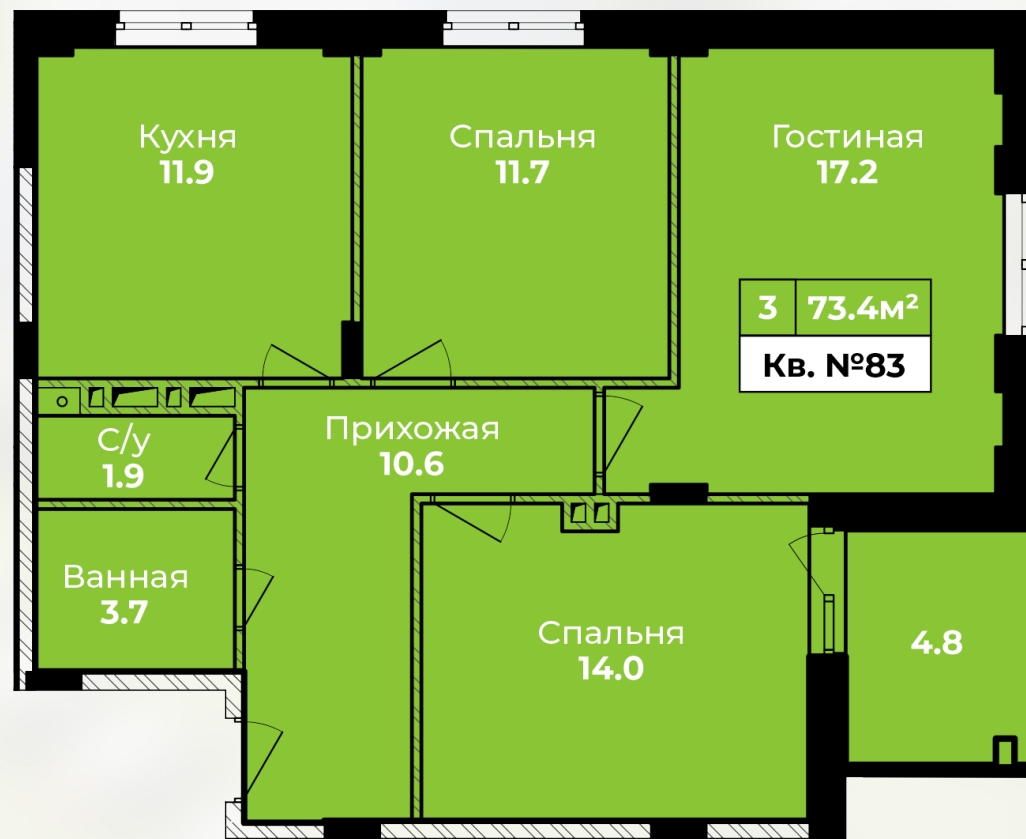 Кухня
11.9
Спальня
11.7
Гостиная
17.2
3 73.4м²
Кв. №83
Прихожая
10.6
С/у
1.9
Ванная
3.7
Спальня
14.0
4.8